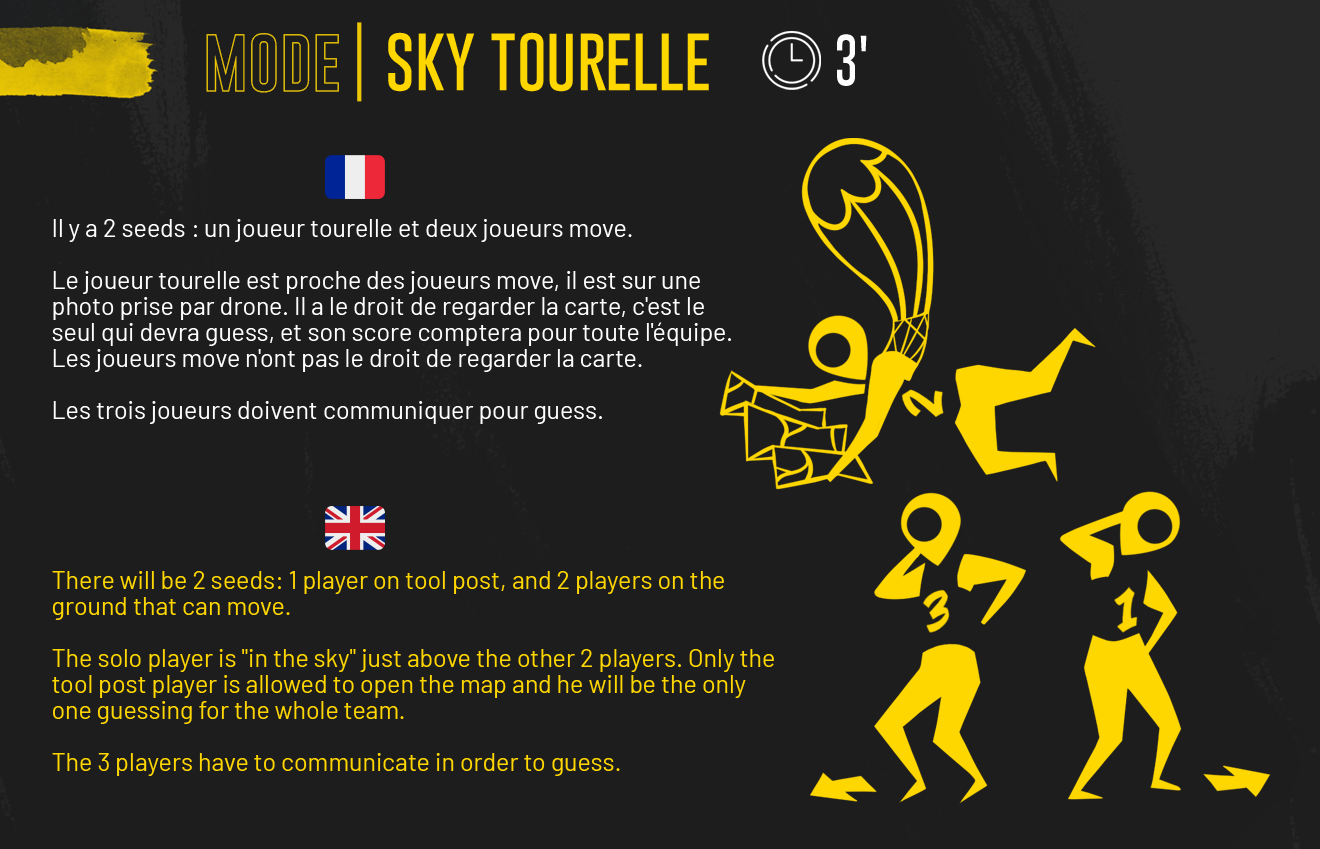 MODE | SKY TOURELLE 3'
Il y a 2 seeds : un joueur tourelle et deux joueurs move.
Le joueur tourelle est proche des joueurs move, il est sur une
photo prise par drone. Il a le droit de regarder la carte, c'est le
seul qui devra guess, et son score comptera pour toute l'équipe.
Les joueurs move n'ont pas le droit de regarder la carte.
Les trois joueurs doivent communiquer pour guess.
There will be 2 seeds: 1 player on tool post, and 2 players on the
ground that can move.
The solo player is "in the sky" just above the other 2 players. Only the
tool post player is allowed to open the map and he will be the only
one guessing for the whole team.
The 3 players have to communicate in order to guess.
2
3
1